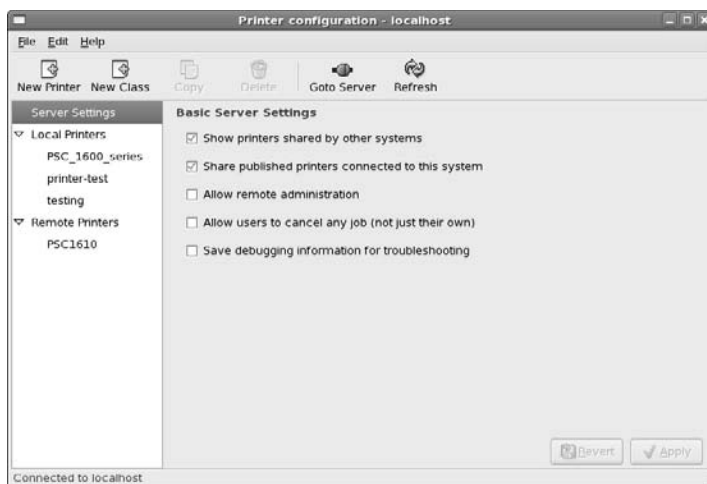 Printer configuration - localhost
File Edit Help
New Printer New Class Copy Delete Goto Server Refresh
Server Settings
Local Printers
PSC_1600_series
printer-test
testing
Remote Printers
PSC1610
Basic Server Settings
Show printers shared by other systems
Share published printers connected to this system
Allow remote administration
Allow users to cancel any job (not just their own)
Save debugging information for troubleshooting
Revert Apply
Connected to localhost